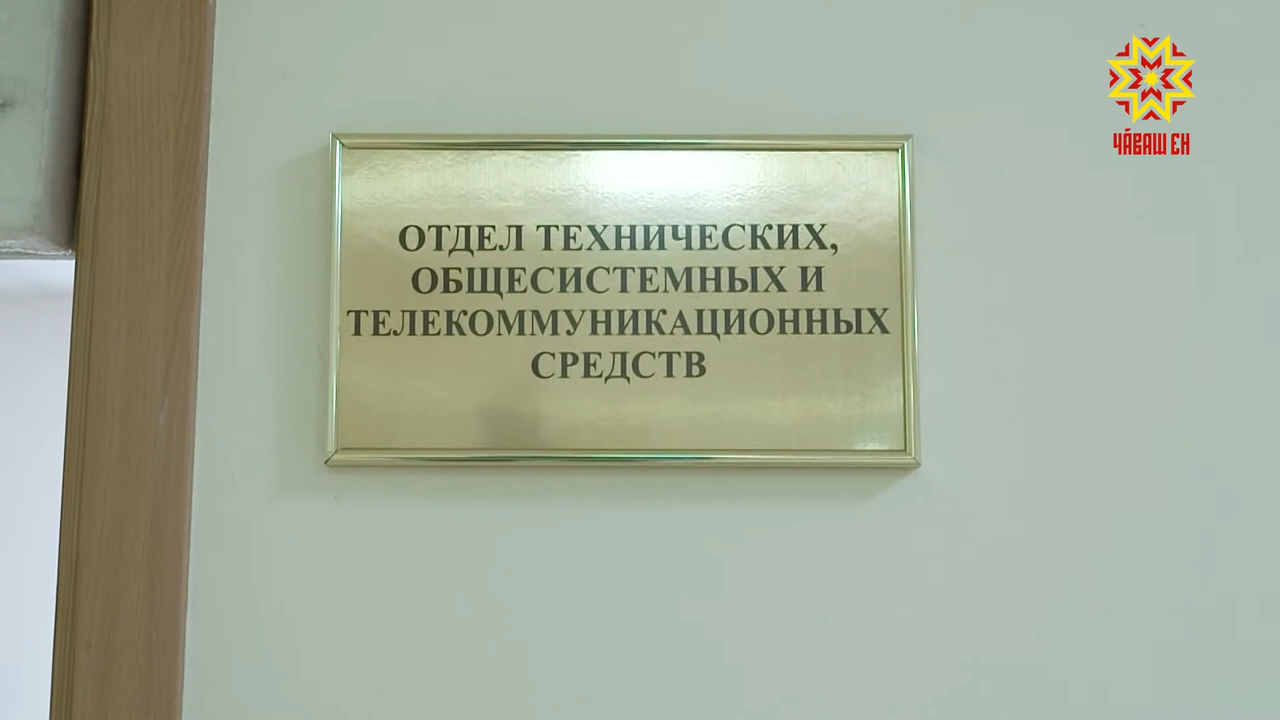 ЧӐВАШ ЕН
ОТДЕЛ ТЕХНИЧЕСКИХ,
ОБЩЕСИСТЕМНЫХ И
ТЕЛЕКОММУНИКАЦИОННЫХ
СРЕДСТВ